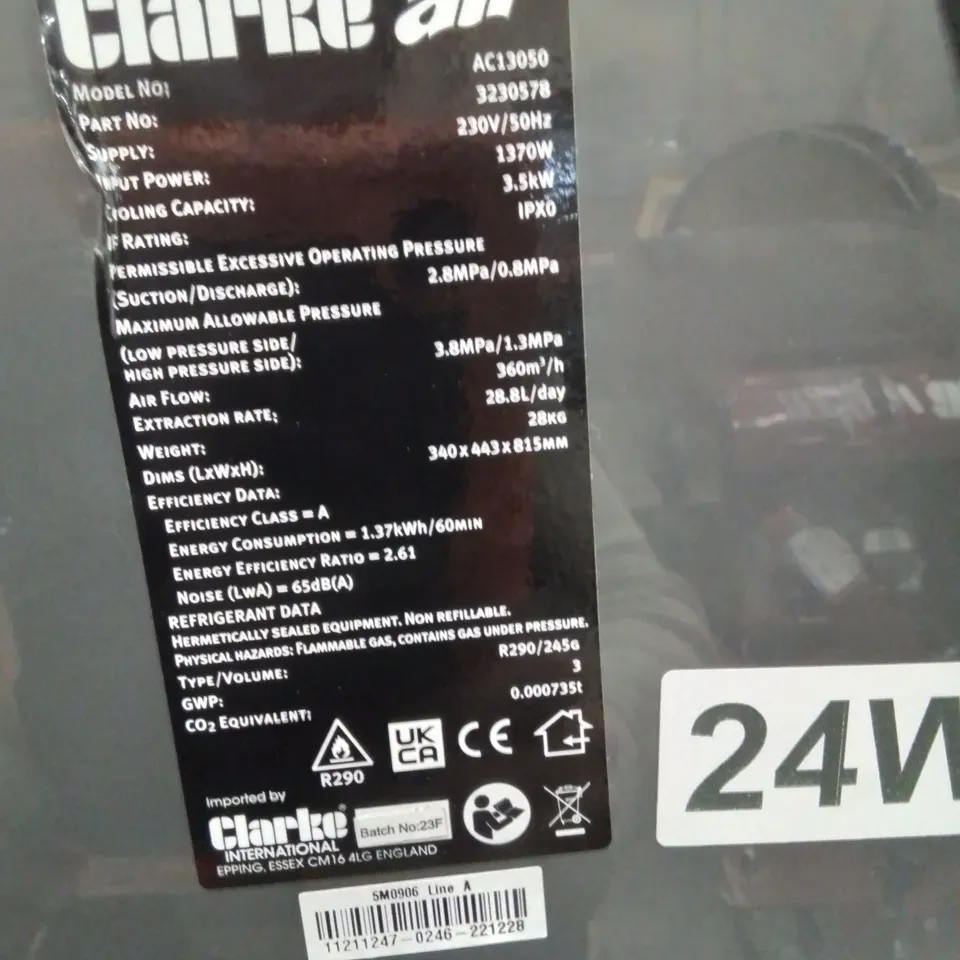 Clarke air
MODEL NO: AC13050
PART NO: 3230578
SUPPLY: 230V/50Hz
INPUT POWER: 1370W
COOLING CAPACITY: 3.5kW
IP RATING: IPX0
PERMISSIBLE EXCESSIVE OPERATING PRESSURE
(SUCTION/DISCHARGE): 2.8MPa/0.8MPa
MAXIMUM ALLOWABLE PRESSURE
(LOW PRESSURE SIDE/
HIGH PRESSURE SIDE): 3.8MPa/1.3MPa
AIR FLOW: 360m³/h
EXTRACTION RATE: 28.8L/day
WEIGHT: 28KG
DIMS (LxWxH): 340x443x815MM
EFFICIENCY DATA:
EFFICIENCY CLASS = A
ENERGY CONSUMPTION = 1.37kWh/60MIN
ENERGY EFFICIENCY RATIO = 2.61
NOISE (LWA) = 65dB(A)
REFRIGERANT DATA
HERMETICALLY SEALED EQUIPMENT. NON REFILLABLE.
PHYSICAL HAZARDS: FLAMMABLE GAS, CONTAINS GAS UNDER PRESSURE.
TYPE/VOLUME: R290/245G
GWP: 3
CO₂ EQUIVALENT: 0.000735t
R290
UK
CA
CE
Imported by
Clarke®
INTERNATIONAL
EPPING, ESSEX CM16 4LG ENGLAND
Batch No:23F
24W
5M0906 Line A
11211247-0246-221228